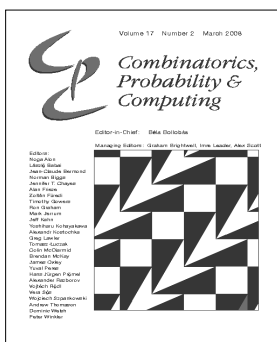 Volume 17 Number 2 March 2008
Combinatorics,
Probability &
Computing
Editor-in-Chief: Béla Bollobás
Managing Editors: Graham Brightwell, Imre Leader, Alex Scott
Editors:
Noga Alon
László Babai
Jean-Claude Bermond
Norman Biggs
Jennifer T. Chayes
Alan Frieze
Zoltán Füredi
Timothy Gowers
Ron Graham
Mark Jerrum
Jeff Kahn
Yoshiharu Kohayakawa
Alexandr Kostochka
Greg Lawler
Tomasz Łuczak
Colin McDiarmid
Brendan McKay
James Oxley
Yuval Peres
Hans Jürgen Prömel
Alexander Razborov
Vojtěch Rödl
Vera Sós
Wojciech Szpankowski
Andrew Thomason
Dominic Welsh
Peter Winkler